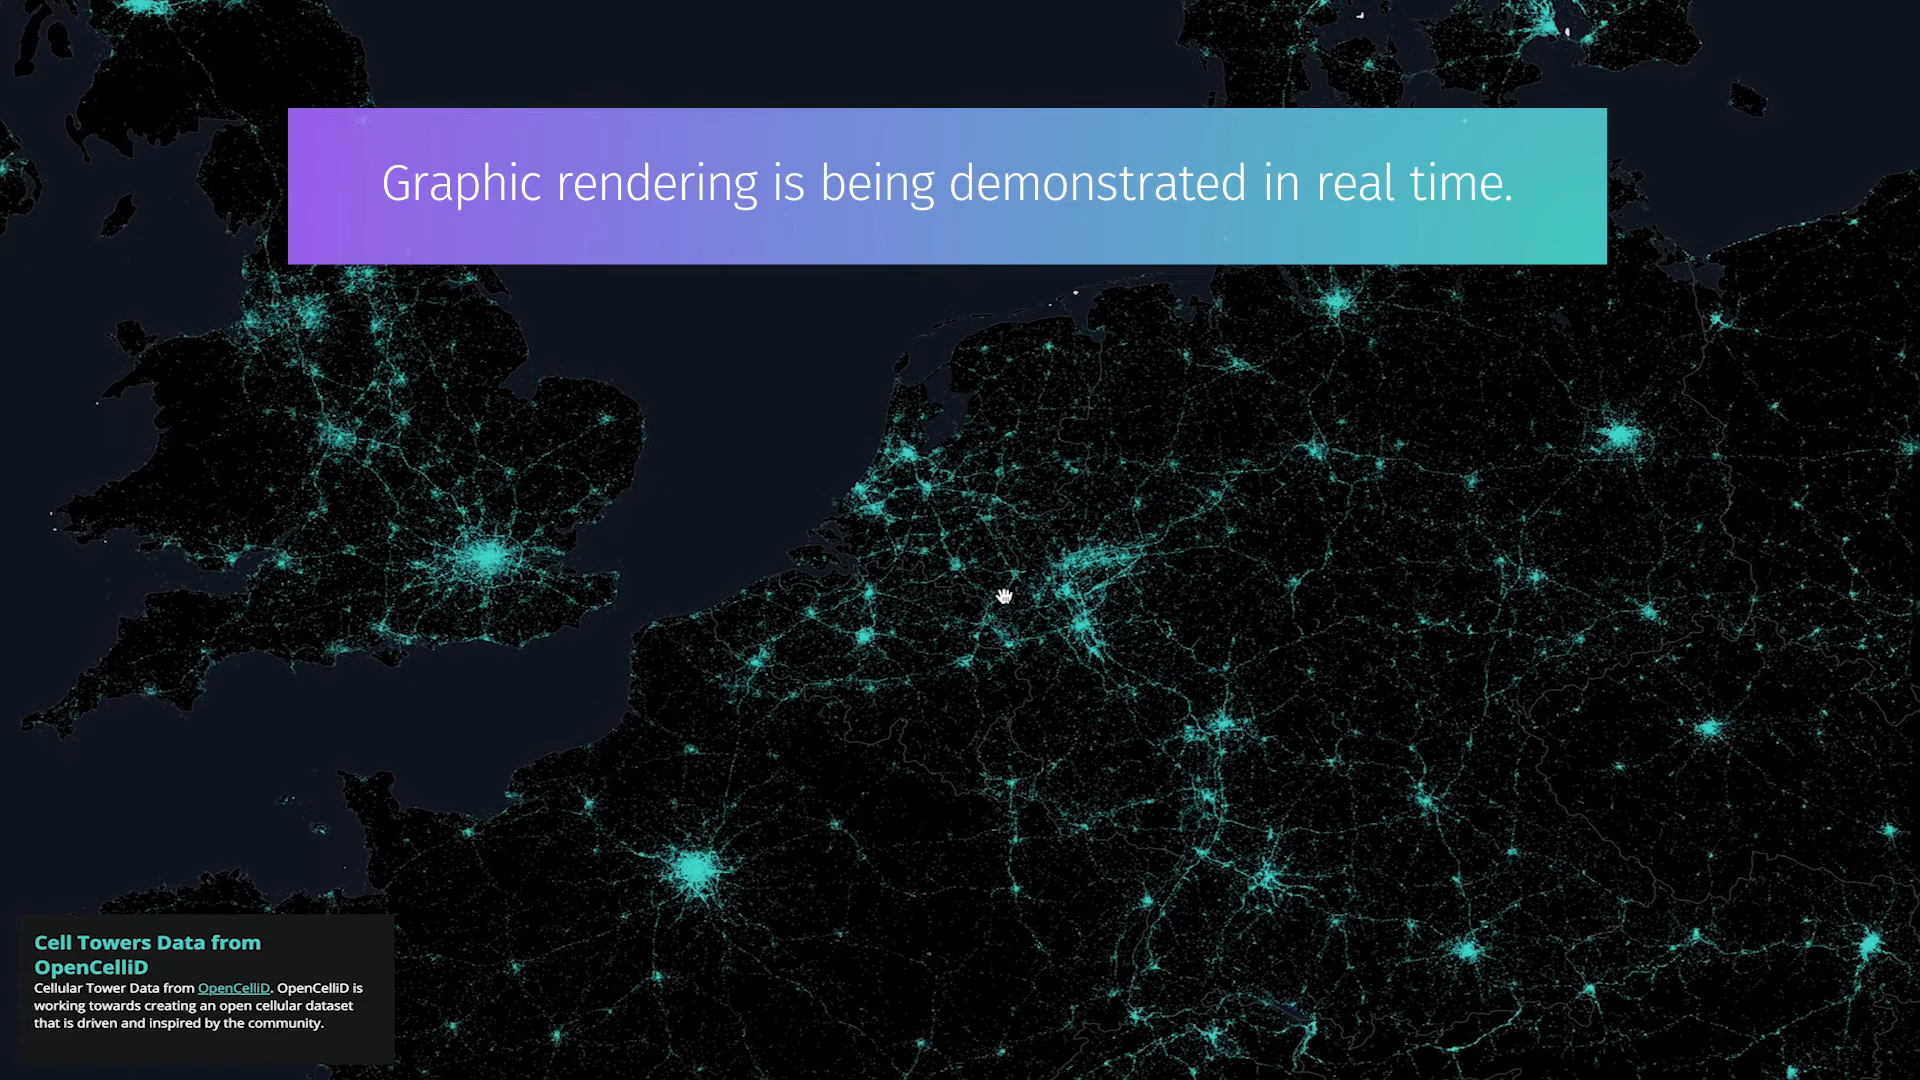 Graphic rendering is being demonstrated in real time.
Cell Towers Data from
OpenCelliD
Cellular Tower Data from OpenCelliD. OpenCelliD is
working towards creating an open cellular dataset
that is driven and inspired by the community.